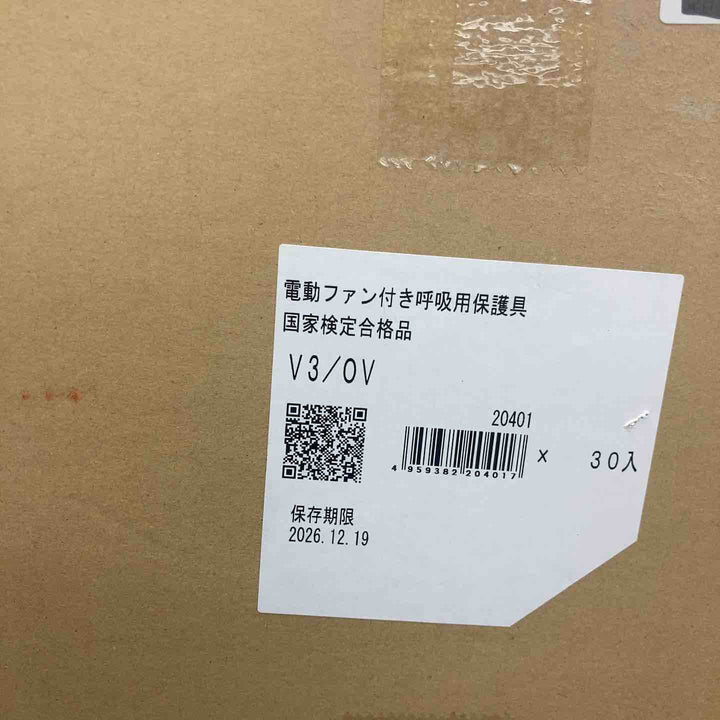 電動ファン付き呼吸用保護具
国家検定合格品
V3/OV
20401
4 959382 204017
x 30入
保存期限
2026.12.19